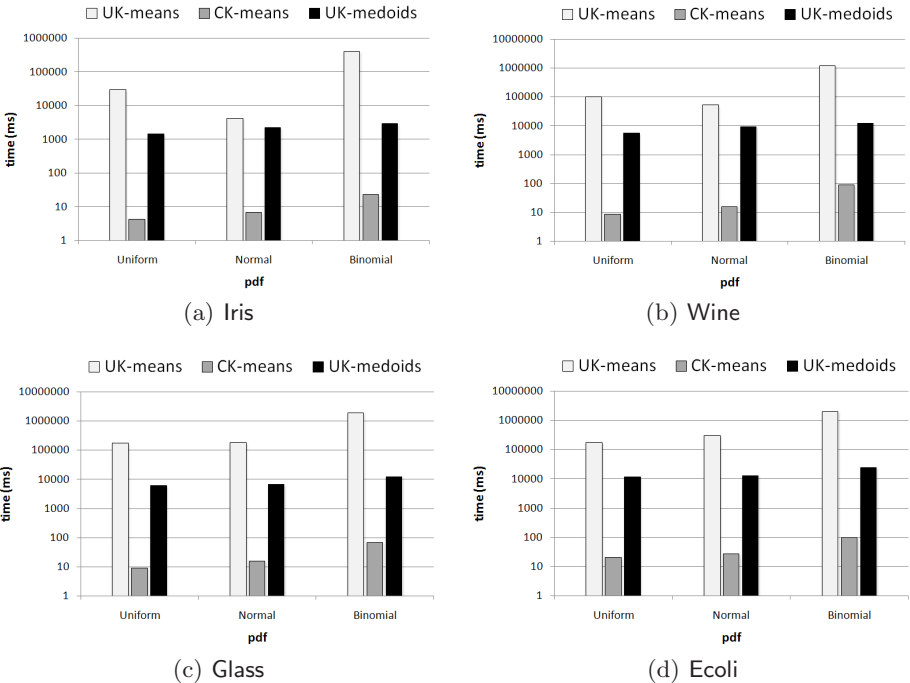 UK-means CK-means UK-medoids
1000000
100000
10000
1000
100
10
1
time (ms)
Uniform Normal Binomial
pdf
(a) Iris
UK-means CK-means UK-medoids
10000000
1000000
100000
10000
1000
100
10
1
time (ms)
Uniform Normal Binomial
pdf
(b) Wine
UK-means CK-means UK-medoids
10000000
1000000
100000
10000
1000
100
10
1
time (ms)
Uniform Normal Binomial
pdf
(c) Glass
UK-means CK-means UK-medoids
10000000
1000000
100000
10000
1000
100
10
1
time (ms)
Uniform Normal Binomial
pdf
(d) Ecoli